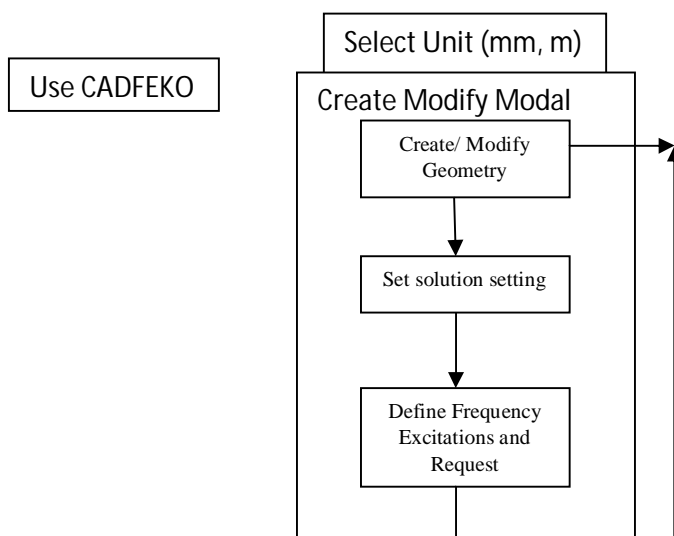 Select Unit (mm, m)
Use CADFEKO
Create Modify Modal
Create/ Modify
Geometry
Set solution setting
Define Frequency
Excitations and
Request